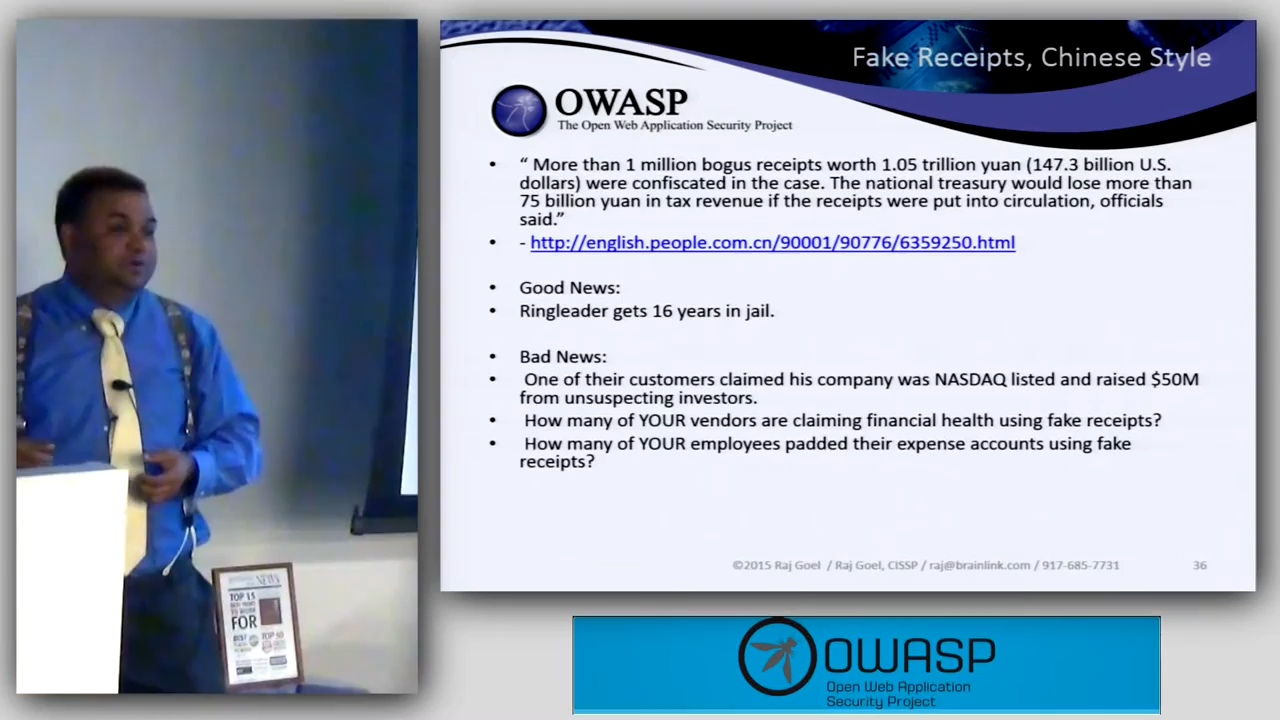 Fake Receipts, Chinese Style
OWASP
The Open Web Application Security Project
• “ More than 1 million bogus receipts worth 1.05 trillion yuan (147.3 billion U.S.
dollars) were confiscated in the case. The national treasury would lose more than
75 billion yuan in tax revenue if the receipts were put into circulation, officials
said.”
• - http://english.people.com.cn/90001/90776/6359250.html
• Good News:
• Ringleader gets 16 years in jail.
• Bad News:
• One of their customers claimed his company was NASDAQ listed and raised $50M
from unsuspecting investors.
• How many of YOUR vendors are claiming financial health using fake receipts?
• How many of YOUR employees padded their expense accounts using fake
receipts?
©2015 Raj Goel / Raj Goel, CISSP / raj@brainlink.com / 917-685-7731
36
NEWS
TOP 15
FOR
BEST
TOP 50
OWASP
Open Web Application
Security Project